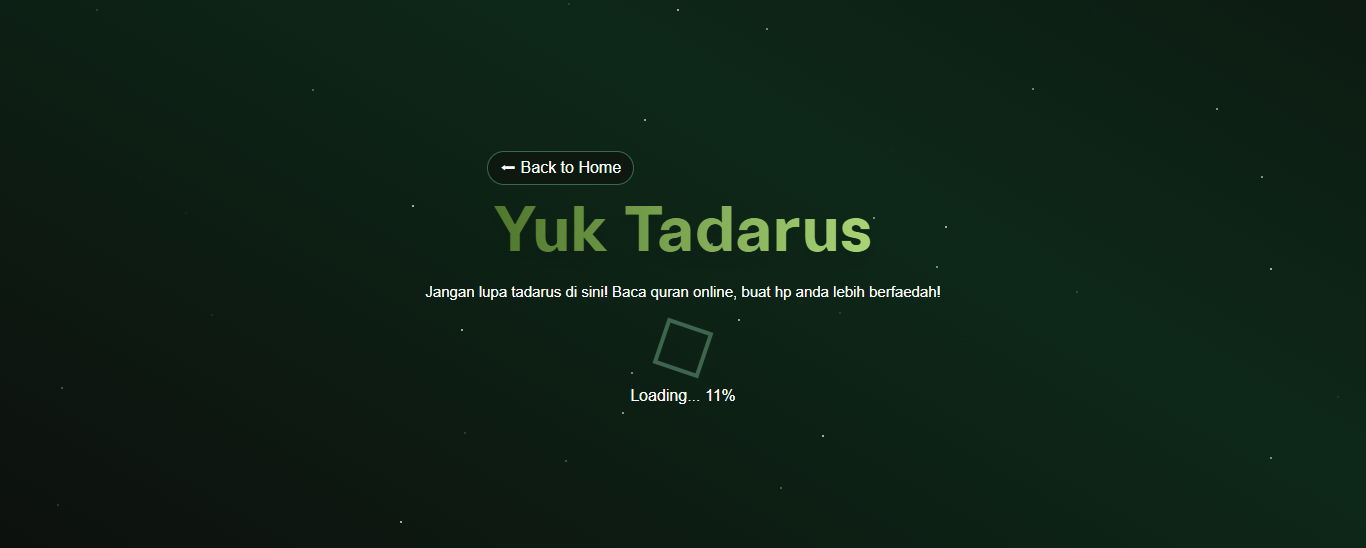 ⬅ Back to Home
Yuk Tadarus
Jangan lupa tadarus di sini! Baca quran online, buat hp anda lebih berfaedah!
Loading... 11%